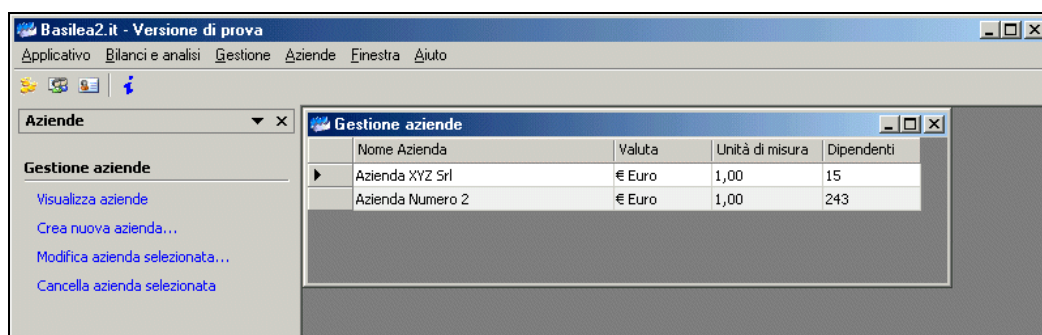 Basilea2.it - Versione di prova
Applicativo Bilanci e analisi Gestione Aziende Finestra Aiuto
Aziende
Gestione aziende
Visualizza aziende
Crea nuova azienda...
Modifica azienda selezionata...
Cancella azienda selezionata
Gestione aziende
Nome Azienda Valuta Unità di misura Dipendenti
Azienda XYZ Srl € Euro 1,00 15
Azienda Numero 2 € Euro 1,00 243